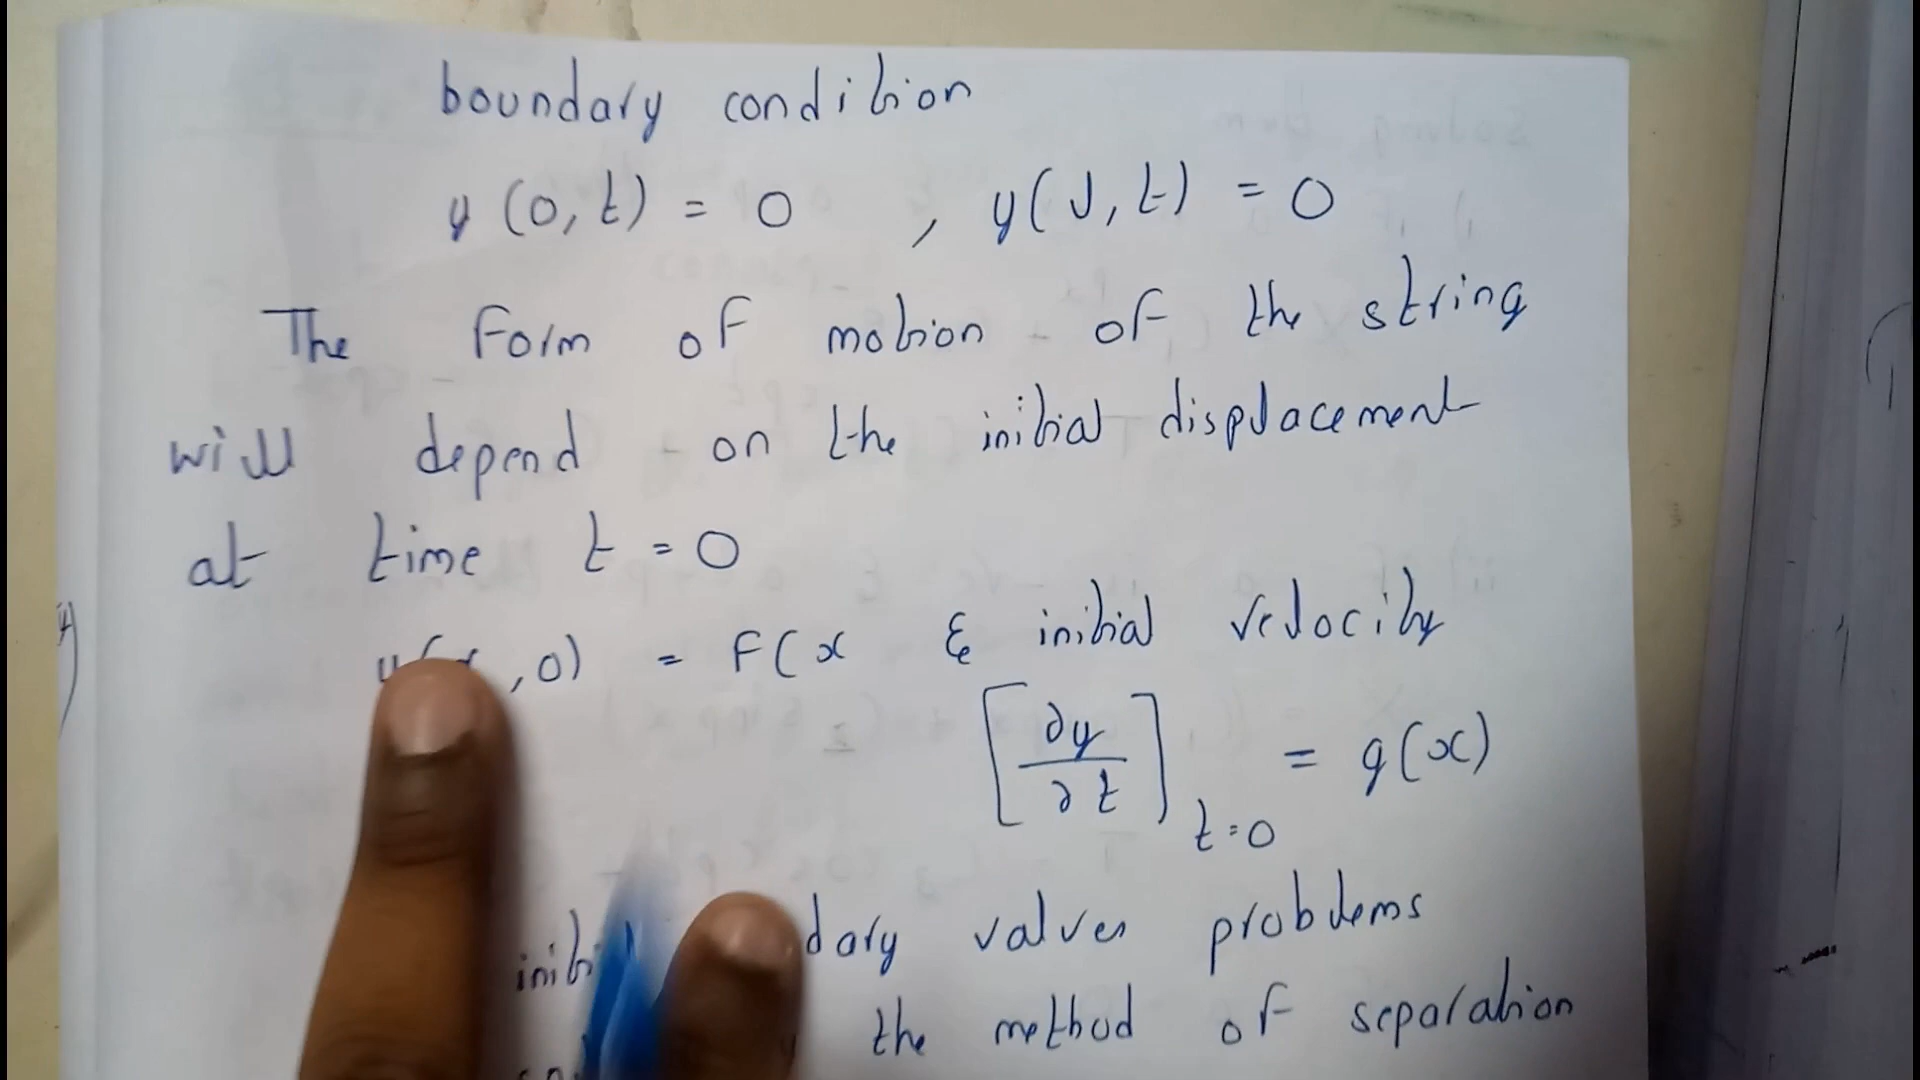 boundary condition
y(0,t) = 0 , y(l,t) = 0
The form of motion of the string
will depend on the initial displacement
at time t = 0
,0) = F(x & initial velocity
[∂y/∂t] t=0 = g(x)
values problems
the method of separation